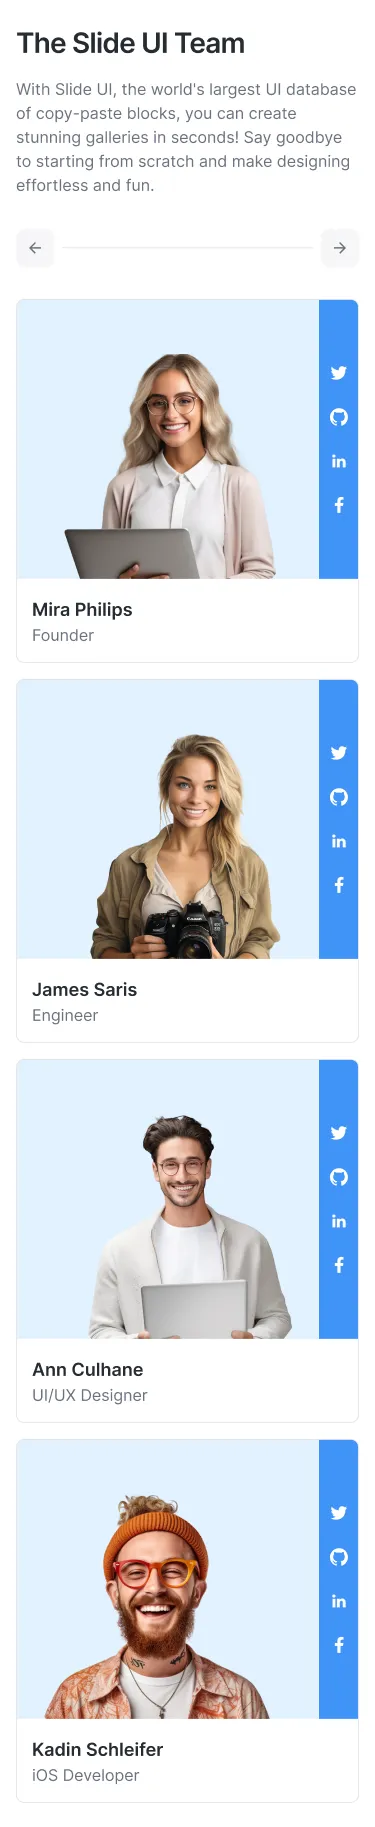 The Slide UI Team
With Slide UI, the world's largest UI database
of copy-paste blocks, you can create
stunning galleries in seconds! Say goodbye
to starting from scratch and make designing
effortless and fun.
in
Mira Philips
Founder
Canon
in
James Saris
Engineer
in
Ann Culhane
UI/UX Designer
in
Kadin Schleifer
iOS Developer